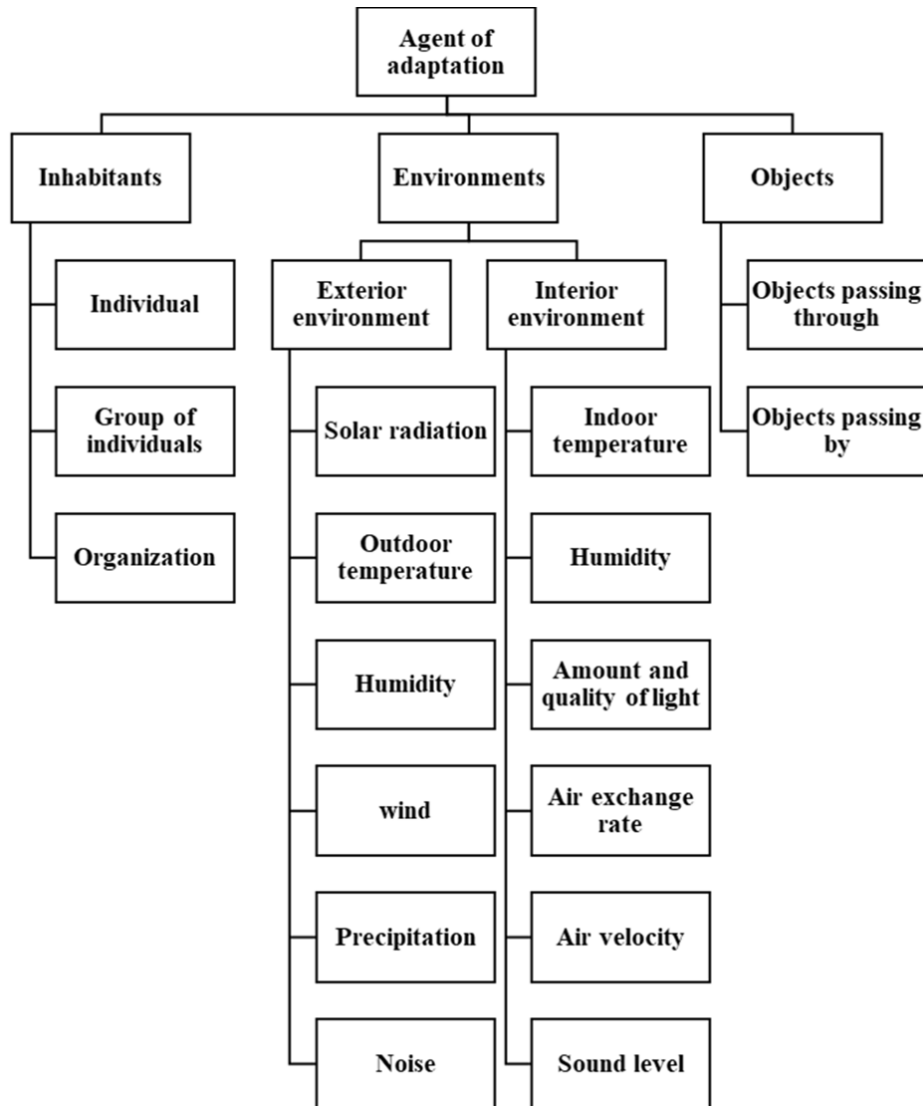 Agent of
adaptation
Inhabitants
Environments
Objects
Individual
Group of
individuals
Organization
Exterior
environment
Interior
environment
Solar radiation
Outdoor
temperature
Humidity
wind
Precipitation
Noise
Indoor
temperature
Humidity
Amount and
quality of light
Air exchange
rate
Air velocity
Sound level
Objects passing
through
Objects passing
by